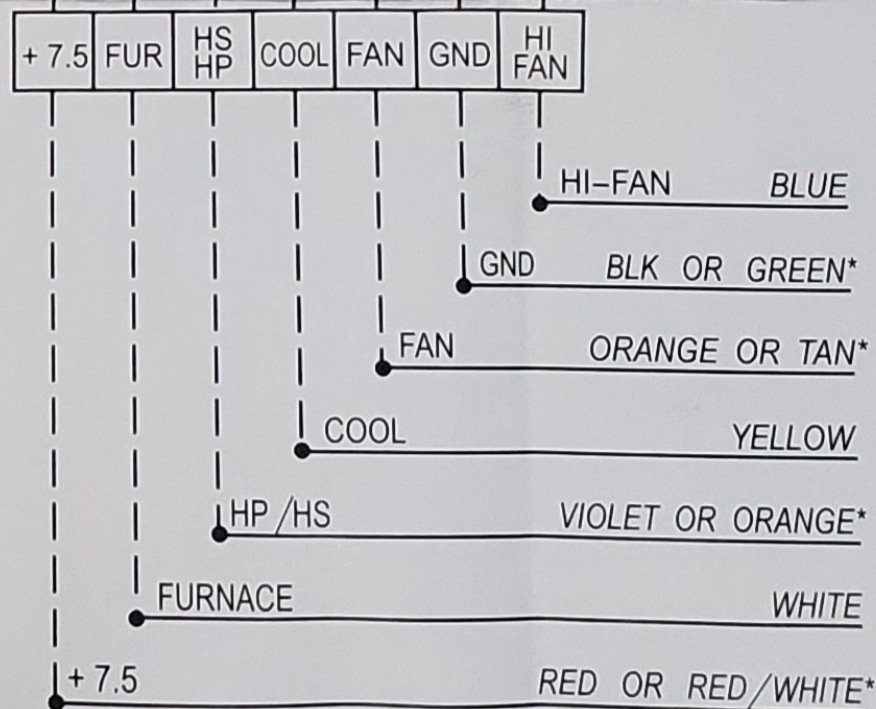 + 7.5 FUR HS HP COOL FAN GND HI FAN
HI-FAN BLUE
GND BLK OR GREEN*
FAN ORANGE OR TAN*
COOL YELLOW
HP/HS VIOLET OR ORANGE*
FURNACE WHITE
+ 7.5 RED OR RED/WHITE*